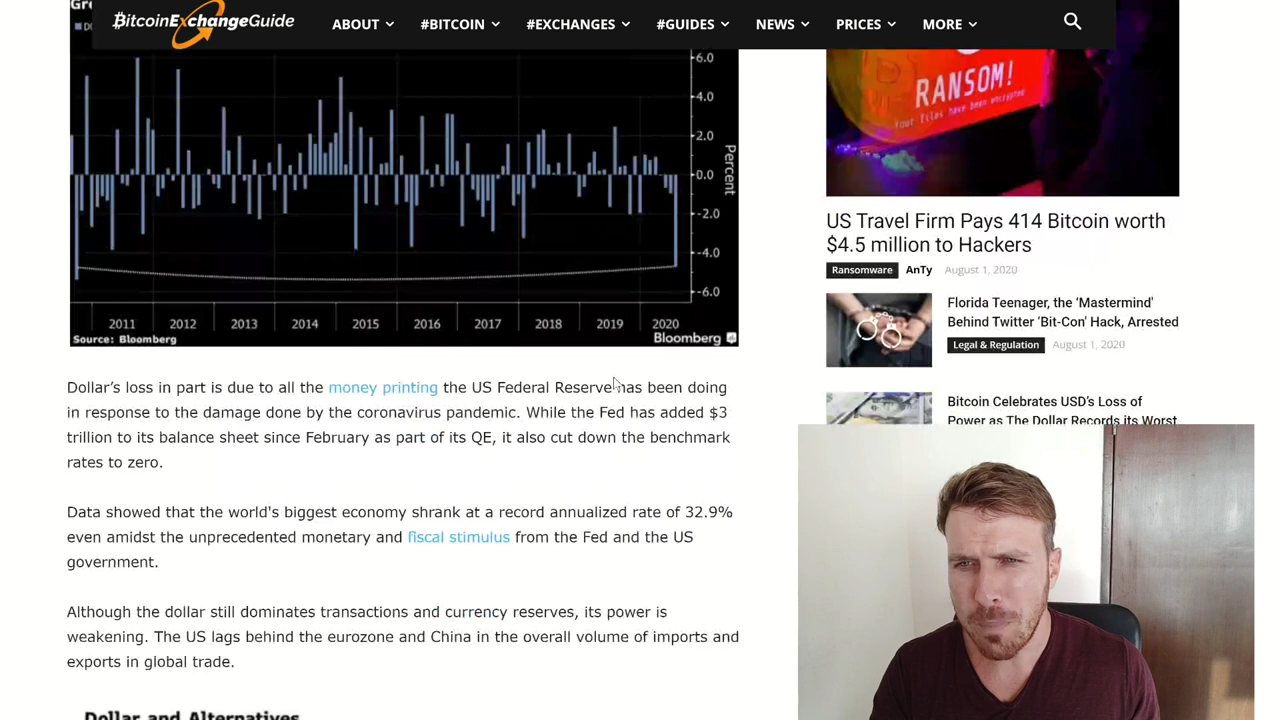 BitcoinExchangeGuide
ABOUT
#BITCOIN
#EXCHANGES
#GUIDES
NEWS
PRICES
MORE
6.0
4.0
2.0
0.0
-2.0
-4.0
-6.0
Percent
2011 2012 2013 2014 2015 2016 2017 2018 2019 2020
Source: Bloomberg
Bloomberg
Dollar’s loss in part is due to all the money printing the US Federal Reserve has been doing
in response to the damage done by the coronavirus pandemic. While the Fed has added $3
trillion to its balance sheet since February as part of its QE, it also cut down the benchmark
rates to zero.
Data showed that the world's biggest economy shrank at a record annualized rate of 32.9%
even amidst the unprecedented monetary and fiscal stimulus from the Fed and the US
government.
Although the dollar still dominates transactions and currency reserves, its power is
weakening. The US lags behind the eurozone and China in the overall volume of imports and
exports in global trade.
Dollar and Alternatives
RANSOM!
Your files have been encrypted
US Travel Firm Pays 414 Bitcoin worth
$4.5 million to Hackers
Ransomware AnTy August 1, 2020
Florida Teenager, the ‘Mastermind’
Behind Twitter ‘Bit-Con’ Hack, Arrested
Legal & Regulation August 1, 2020
Bitcoin Celebrates USD’s Loss of
Power as The Dollar Records its Worst